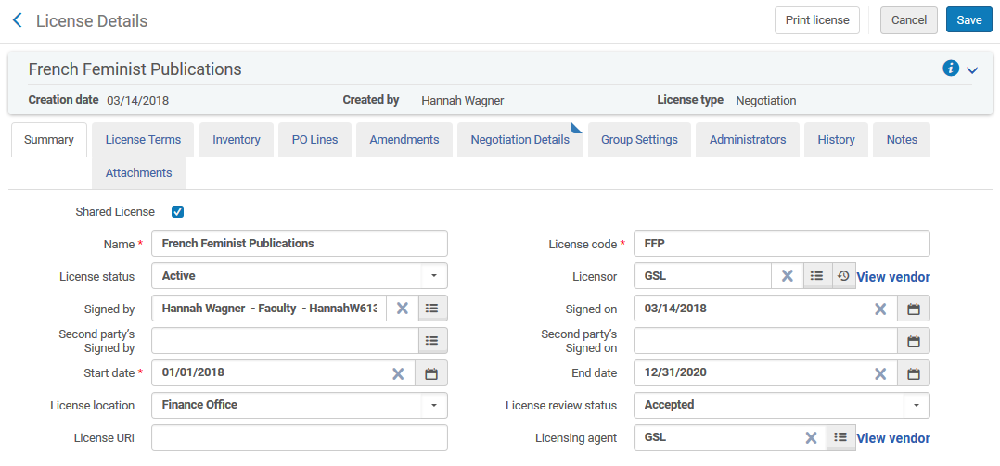 License Details
Print license
Cancel
Save
French Feminist Publications
Creation date 03/14/2018
Created by Hannah Wagner
License type Negotiation
Summary
License Terms
Inventory
PO Lines
Amendments
Negotiation Details
Group Settings
Administrators
History
Notes
Attachments
Shared License
Name * French Feminist Publications
License code * FFP
License status Active
Licensor GSL View vendor
Signed by Hannah Wagner - Faculty - HannahW613
Signed on 03/14/2018
Second party's
Signed by
Second party's
Signed on
Start date * 01/01/2018
End date 12/31/2020
License location Finance Office
License review status Accepted
License URI
Licensing agent GSL View vendor